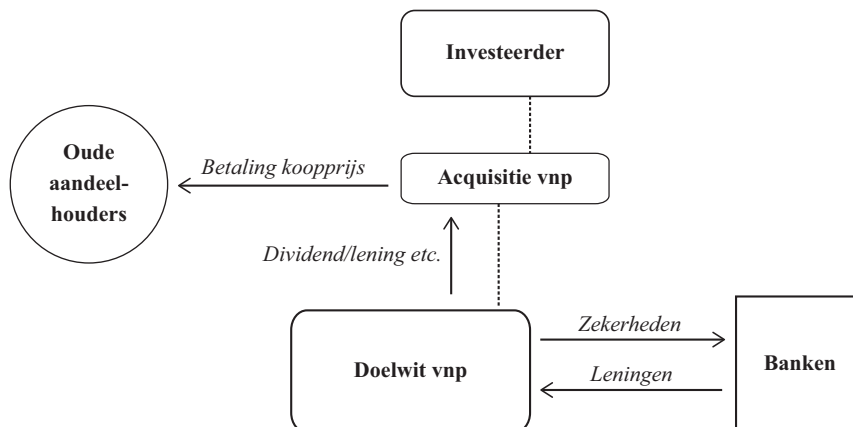 Investeerder
Oude
aandeel-
houders
Betaling koopprijs
Acquisitie vnp
Dividend/lening etc.
Doelwit vnp
Zekerheden
Leningen
Banken